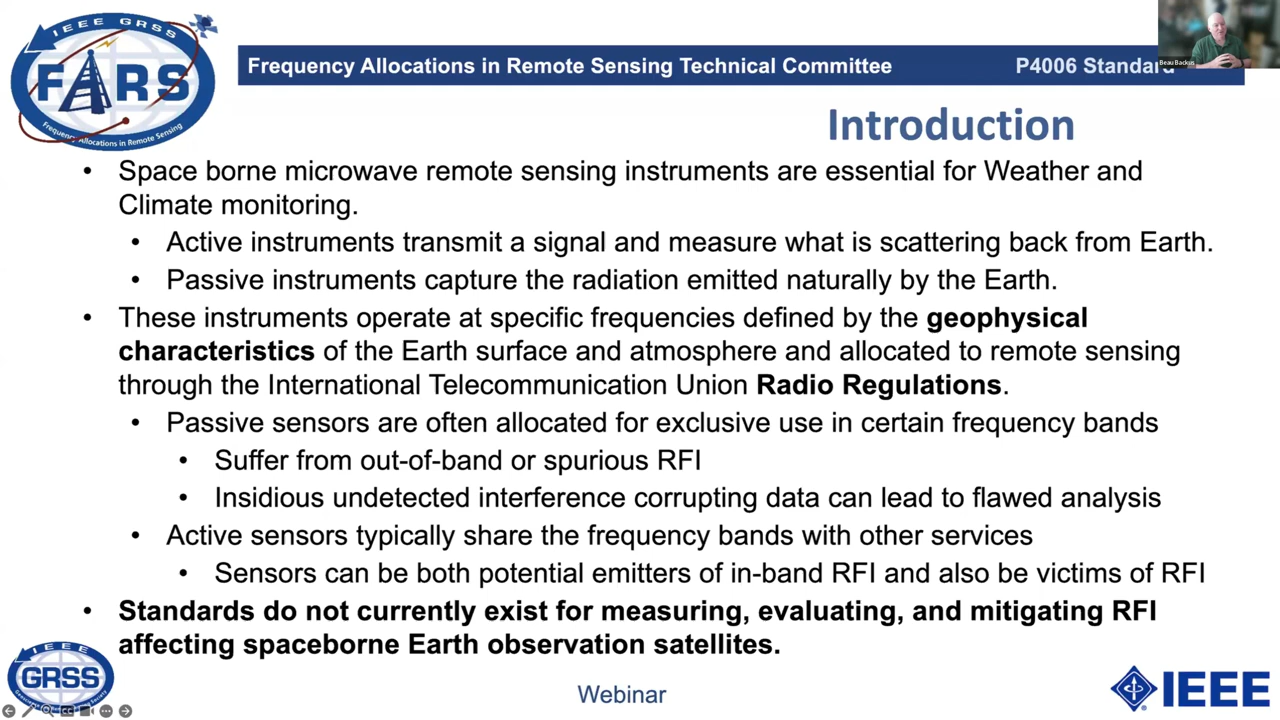 IEEE GRSS
FARS
Frequency Allocations in Remote Sensing
Frequency Allocations in Remote Sensing Technical Committee
P4006 Standard
Beau Backus
Introduction
• Space borne microwave remote sensing instruments are essential for Weather and
Climate monitoring.
• Active instruments transmit a signal and measure what is scattering back from Earth.
• Passive instruments capture the radiation emitted naturally by the Earth.
• These instruments operate at specific frequencies defined by the geophysical
characteristics of the Earth surface and atmosphere and allocated to remote sensing
through the International Telecommunication Union Radio Regulations.
• Passive sensors are often allocated for exclusive use in certain frequency bands
• Suffer from out-of-band or spurious RFI
• Insidious undetected interference corrupting data can lead to flawed analysis
• Active sensors typically share the frequency bands with other services
• Sensors can be both potential emitters of in-band RFI and also be victims of RFI
• Standards do not currently exist for measuring, evaluating, and mitigating RFI
affecting spaceborne Earth observation satellites.
IEEE
GRSS
Webinar
IEEE